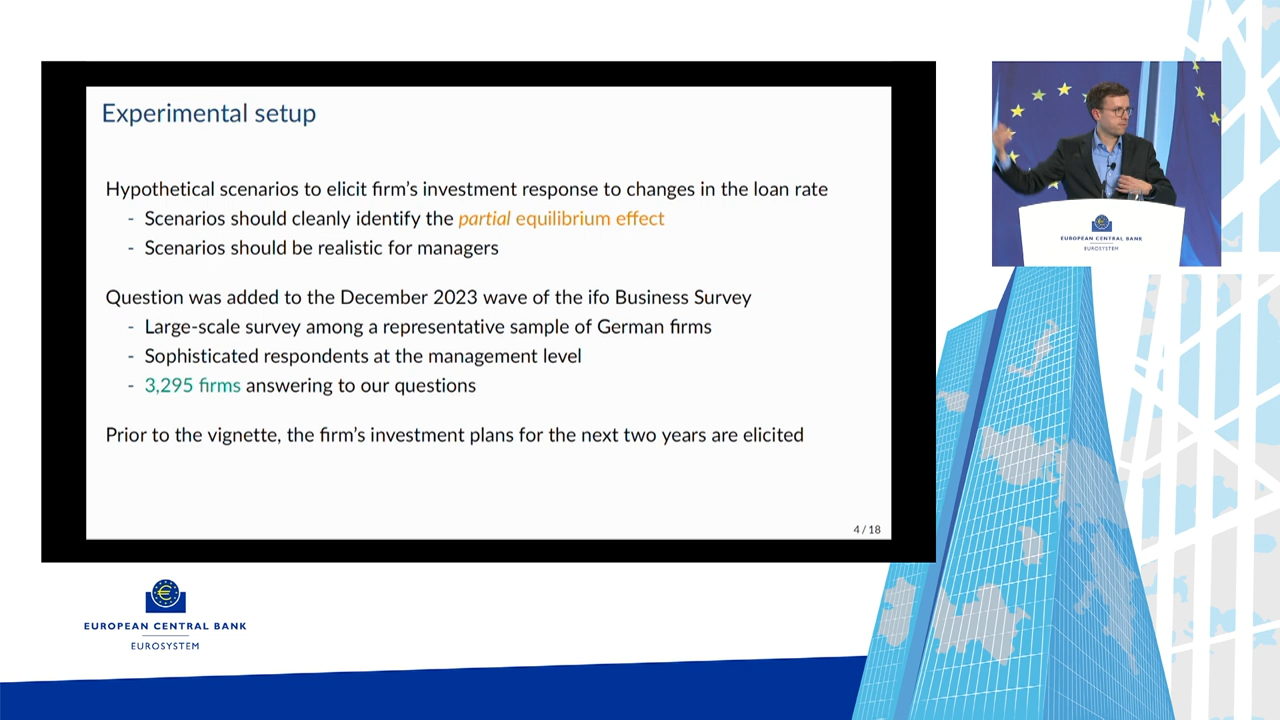 Experimental setup
Hypothetical scenarios to elicit firm's investment response to changes in the loan rate
- Scenarios should cleanly identify the partial equilibrium effect
- Scenarios should be realistic for managers
Question was added to the December 2023 wave of the ifo Business Survey
- Large-scale survey among a representative sample of German firms
- Sophisticated respondents at the management level
- 3,295 firms answering to our questions
Prior to the vignette, the firm's investment plans for the next two years are elicited
4 / 18
EUROPEAN CENTRAL BANK
EUROSYSTEM
EUROPEAN CENTRAL BANK
EUROSYSTEM